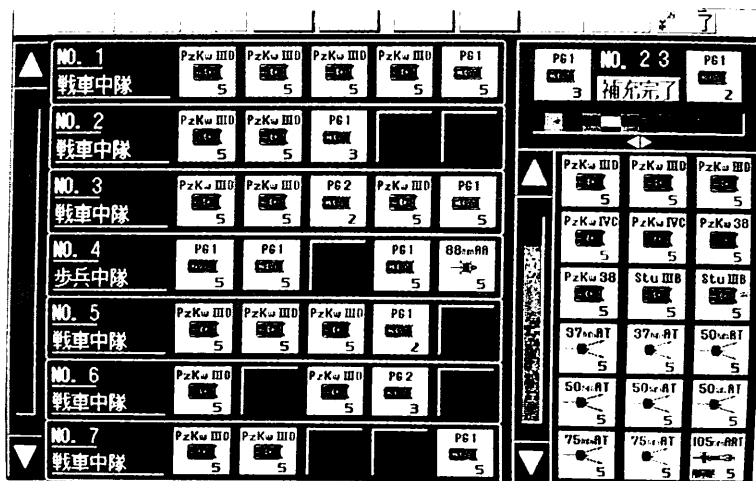 了
NO. 1
戦車中隊
PzKw IIID PzKw IIID PzKw IIID PzKw IIID PG1
5 5 5 5 5
NO. 2
戦車中隊
PzKw IIID PzKw IIID PG1
5 5 3
NO. 3
戦車中隊
PzKw IIID PzKw IIID PG2 PzKw IIID PG1
5 5 2 5 5
NO. 4
歩兵中隊
PG1 PG1 PG1 88mmAA
5 5 5 5
NO. 5
戦車中隊
PzKw IIID PzKw IIID PzKw IIID PG1
5 5 5 2
NO. 6
戦車中隊
PzKw IIID PzKw IIID PG2
5 5 3
NO. 7
戦車中隊
PzKw IIID PzKw IIID PG1
5 5 5
PG1 NO. 23 PG1
3 補充完了 2
PzKw IIID PzKw IIID PzKw IIID
5 5 5
PzKw IVC PzKw IVC PzKw 38
5 5 5
PzKw 38 Stu IIIB Stu IIIB
5 5 5
37mmAT 37mmAT 50mmAT
5 5 5
50mmAT 50mmAT 50mmAT
5 5 5
75mmAT 75mmAT 105mmART
5 5 5